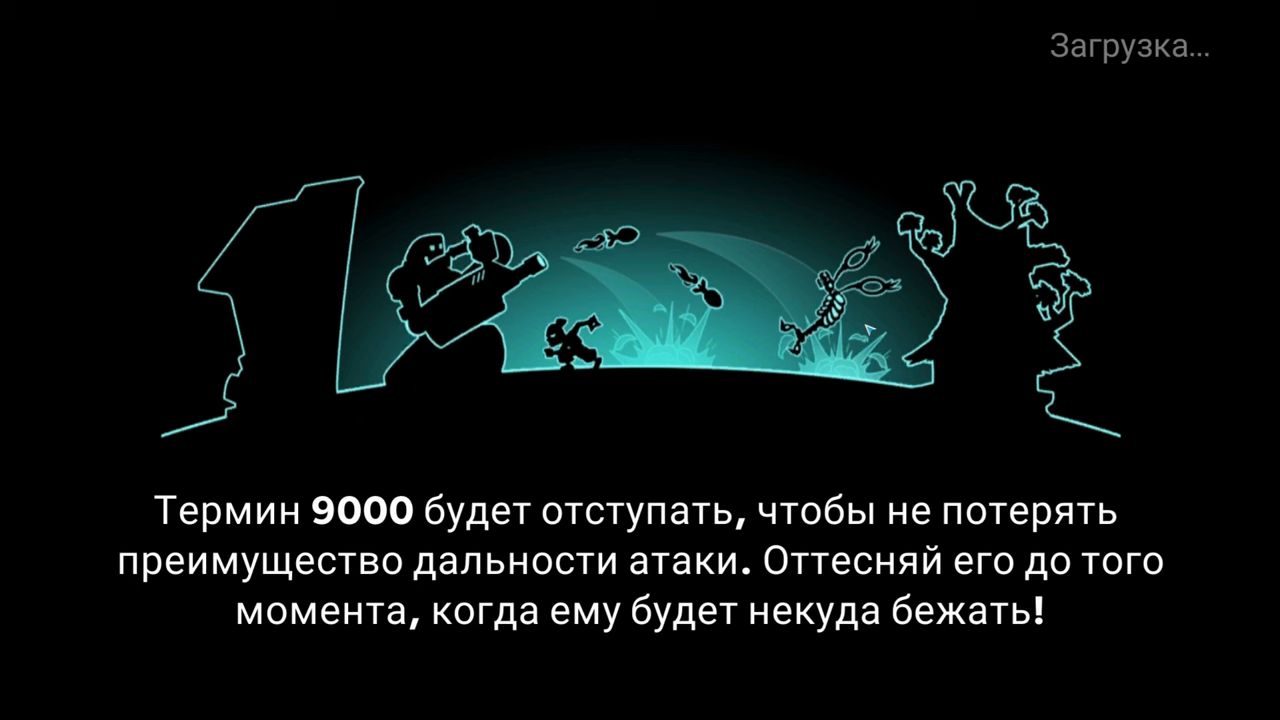 Загрузка...
Термин 9000 будет отступать, чтобы не потерять
преимущество дальности атаки. Оттесняй его до того
момента, когда ему будет некуда бежать!